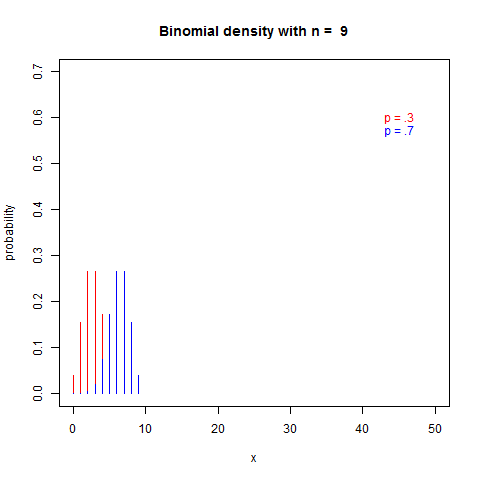 Binomial density with n =  9
0.7
0.6
0.5
0.4
0.3
0.2
0.1
0.0
probability
p = .3
p = .7
0 10 20 30 40 50
x